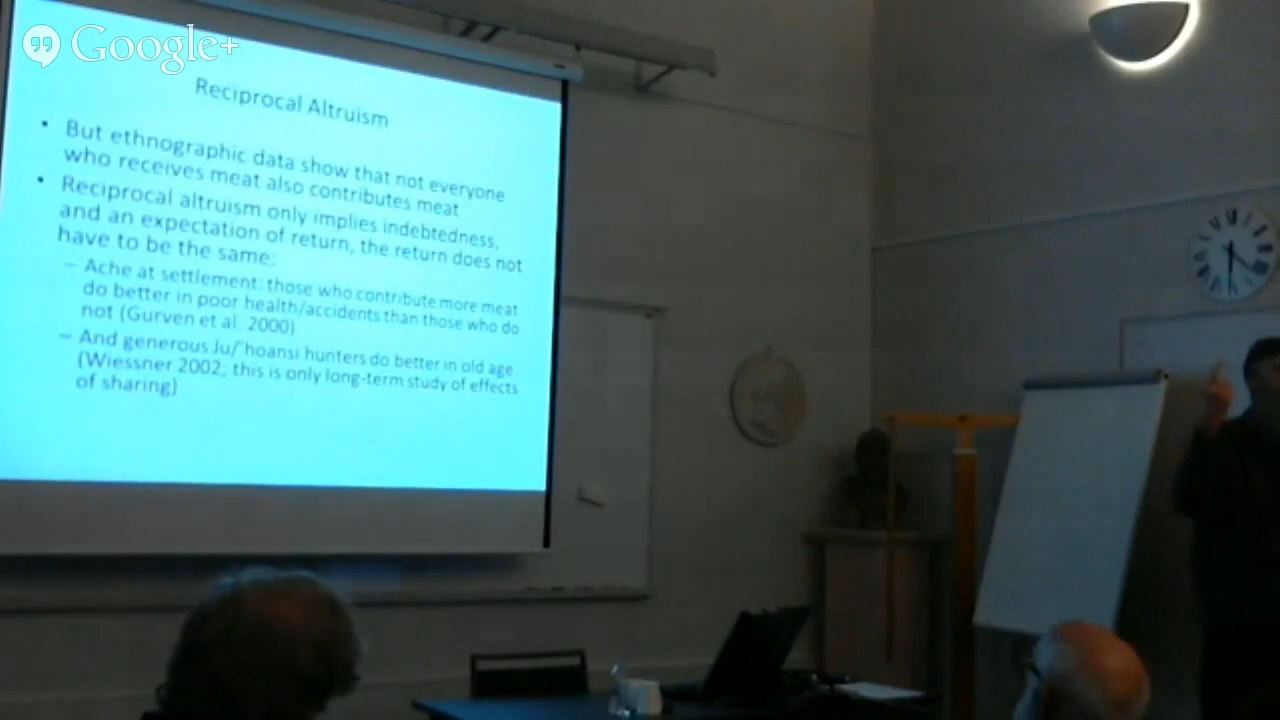 Google+
Reciprocal Altruism
• But ethnographic data show that not everyone
who receives meat also contributes meat
• Reciprocal altruism only implies indebtedness,
and an expectation of return, the return does not
have to be the same:
– Ache at settlement: those who contribute more meat
do better in poor health/accidents than those who do
not (Gurven et al. 2000)
– And generous Ju/'hoansi hunters do better in old age
(Wiessner 2002; this is only long-term study of effects
of sharing)